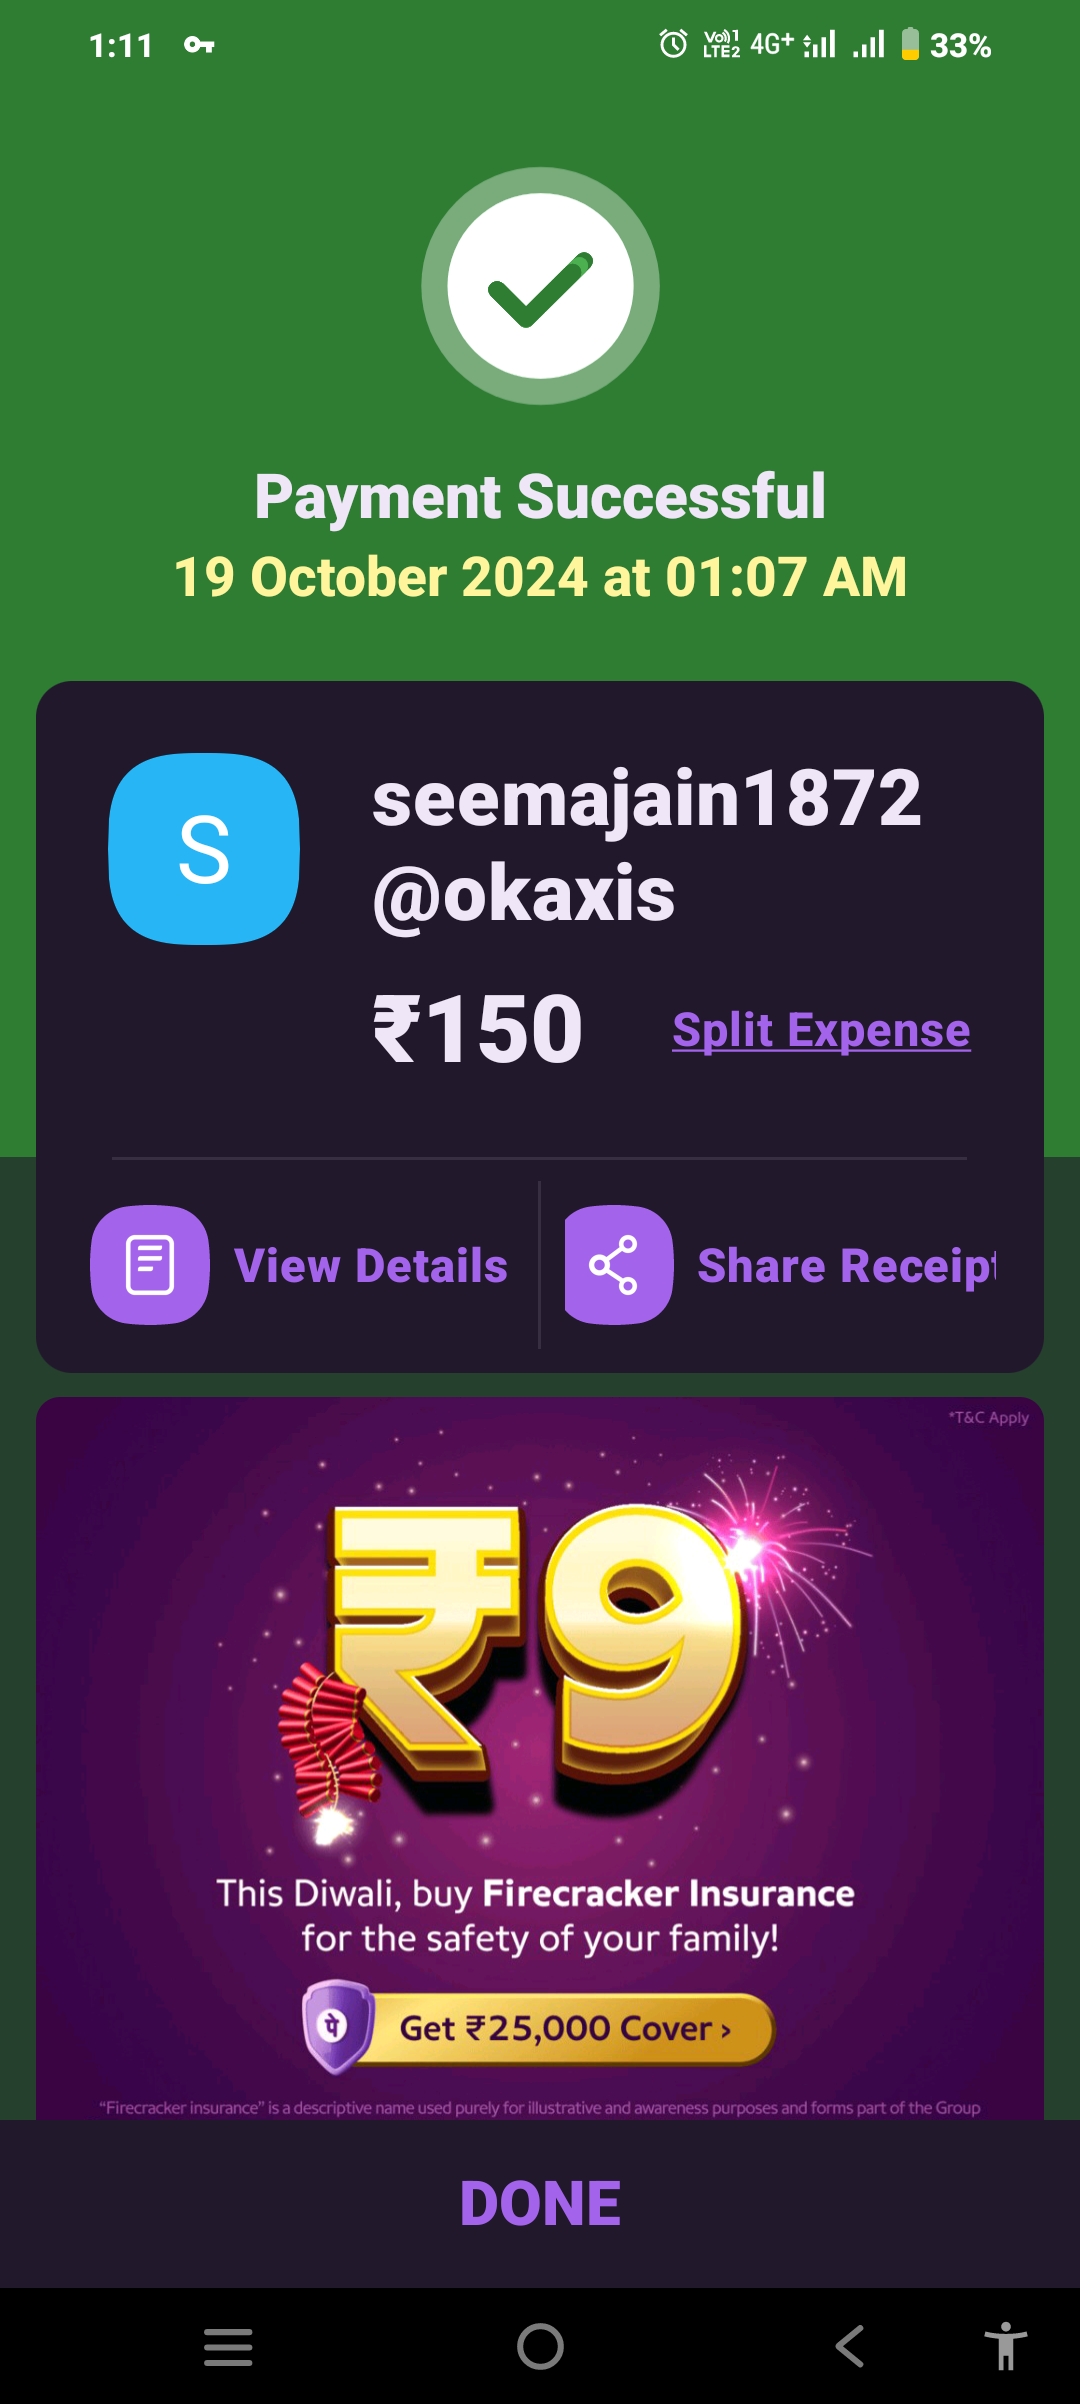 1:11 Vo)) 1 LTE2 4G+ 33%
Payment Successful
19 October 2024 at 01:07 AM
S
seemajain1872
@okaxis
₹150 Split Expense
View Details Share Receipt
*T&C Apply
₹9
This Diwali, buy Firecracker Insurance
for the safety of your family!
पे Get ₹25,000 Cover ›
“Firecracker insurance” is a descriptive name used purely for illustrative and awareness purposes and forms part of the Group
DONE